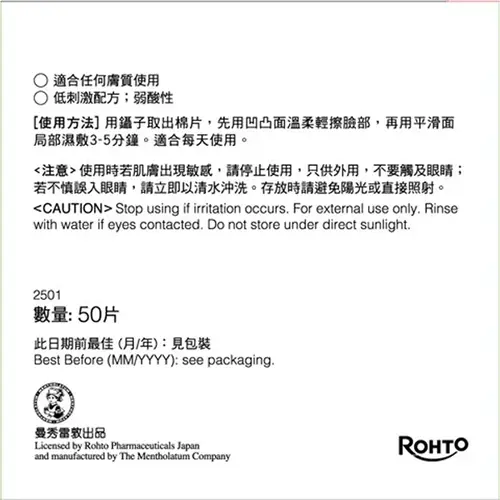 ○ 適合任何膚質使用
○ 低刺激配方；弱酸性
[使用方法] 用鑷子取出棉片，先用凹凸面溫柔輕擦臉部，再用平滑面
局部濕敷3-5分鐘。適合每天使用。
<注意> 使用時若肌膚出現敏感，請停止使用，只供外用，不要觸及眼睛；
若不慎誤入眼睛，請立即以清水沖洗。存放時請避免陽光或直接照射。
<CAUTION> Stop using if irritation occurs. For external use only. Rinse
with water if eyes contacted. Do not store under direct sunlight.
2501
數量: 50片
此日期前最佳 (月/年)：見包裝
Best Before (MM/YYYY): see packaging.
曼秀雷敦出品
Licensed by Rohto Pharmaceuticals Japan
and manufactured by The Mentholatum Company
ROHTO